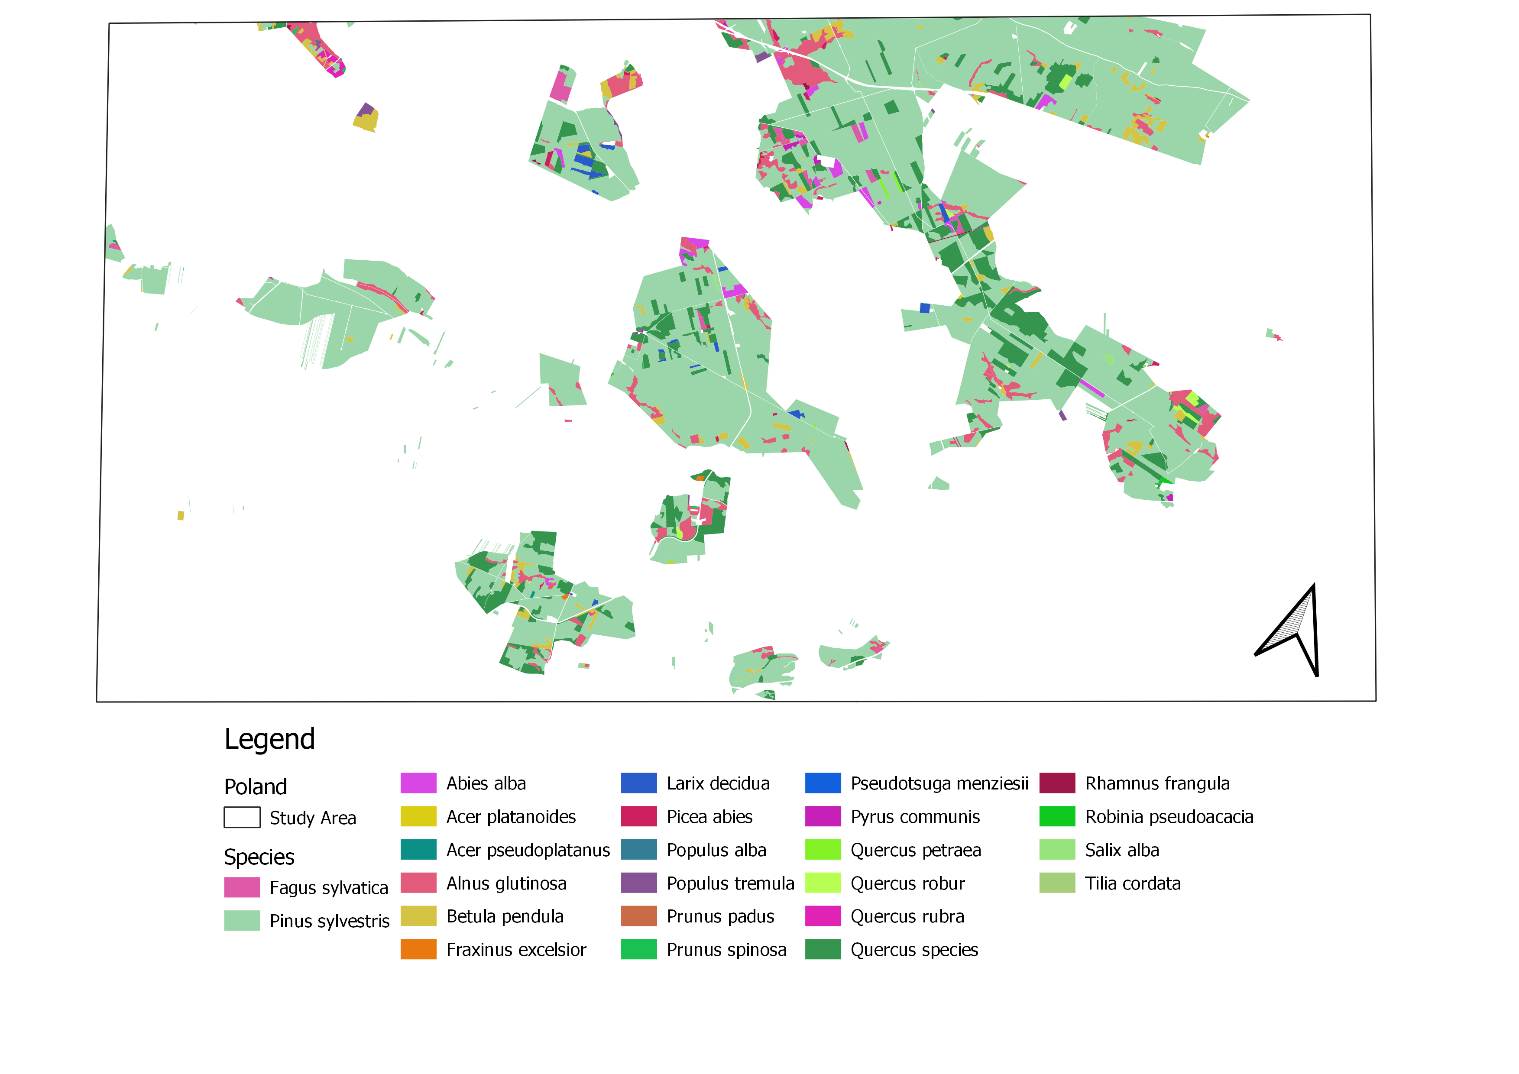 Legend
Poland
Study Area
Species
Fagus sylvatica
Pinus sylvestris
Abies alba
Acer platanoides
Acer pseudoplatanus
Alnus glutinosa
Betula pendula
Fraxinus excelsior
Larix decidua
Picea abies
Populus alba
Populus tremula
Prunus padus
Prunus spinosa
Pseudotsuga menziesii
Pyrus communis
Quercus petraea
Quercus robur
Quercus rubra
Quercus species
Rhamnus frangula
Robinia pseudoacacia
Salix alba
Tilia cordata